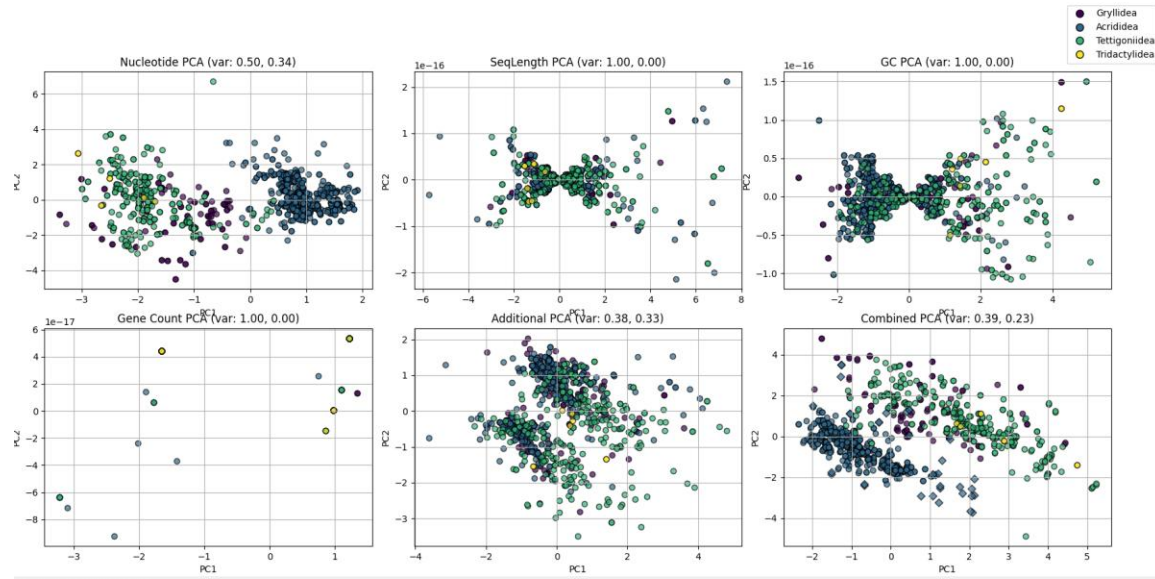 Gryllidea
Acrididea
Tettigoniidea
Tridactylidea
Nucleotide PCA (var: 0.50, 0.34)
6
4
2
0
−2
−4
PC2
−3
−2
−1
0
1
2
PC1
SeqLength PCA (var: 1.00, 0.00)
1e−16
2
1
0
−1
−2
PC2
−6
−4
−2
0
2
4
6
8
PC1
GC PCA (var: 1.00, 0.00)
1e−16
1.5
1.0
0.5
0.0
−0.5
−1.0
PC2
−2
0
2
4
PC1
Gene Count PCA (var: 1.00, 0.00)
1e−17
6
4
2
0
−2
−4
−6
−8
PC2
−3
−2
−1
0
1
PC1
Additional PCA (var: 0.38, 0.33)
2
1
0
−1
−2
−3
PC2
−4
−2
0
2
4
PC1
Combined PCA (var: 0.39, 0.23)
4
2
0
−2
−4
PC2
−2
−1
0
1
2
3
4
5
PC1